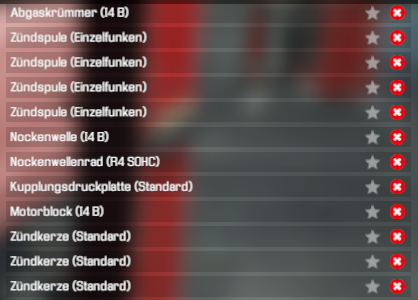 Abgaskrümmer (I4 B)
Zündspule (Einzelfunken)
Zündspule (Einzelfunken)
Zündspule (Einzelfunken)
Zündspule (Einzelfunken)
Nockenwelle (I4 B)
Nockenwellenrad (R4 SOHC)
Kupplungsdruckplatte (Standard)
Motorblock (I4 B)
Zündkerze (Standard)
Zündkerze (Standard)
Zündkerze (Standard)